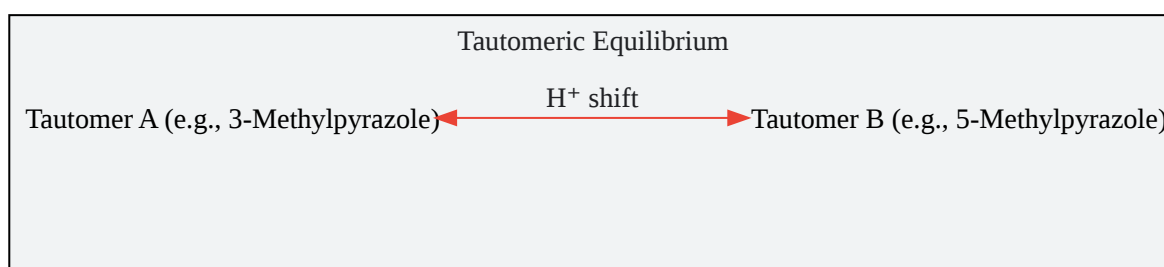 Tautomeric Equilibrium
H⁺ shift
Tautomer A (e.g., 3-Methylpyrazole)
Tautomer B (e.g., 5-Methylpyrazole)